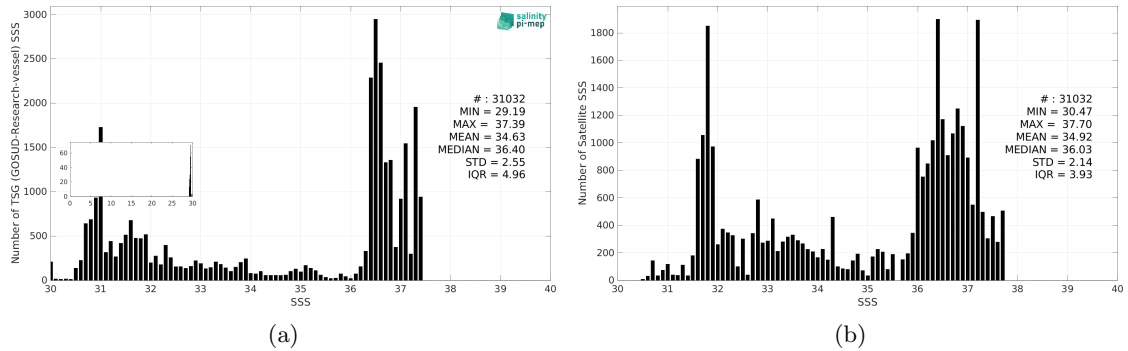 3000
2500
2000
1500
1000
500
0
Number of TSG (GOSUD-Research-vessel) SSS
salinity
pi-mep
# : 31032
MIN = 29.19
MAX = 37.39
MEAN = 34.63
MEDIAN = 36.40
STD = 2.55
IQR = 4.96
60
40
20
0
0 5 10 15 20 25 30
30 31 32 33 34 35 36 37 38 39 40
SSS
(a)
1800
1600
1400
1200
1000
800
600
400
200
0
Number of Satellite SSS
# : 31032
MIN = 30.47
MAX = 37.70
MEAN = 34.92
MEDIAN = 36.03
STD = 2.14
IQR = 3.93
30 31 32 33 34 35 36 37 38 39 40
SSS
(b)